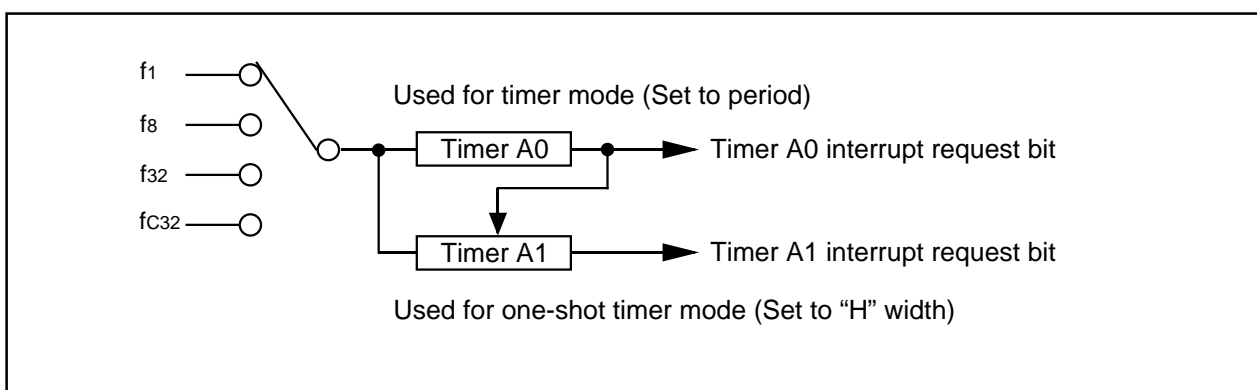 f1
Used for timer mode (Set to period)
f8
Timer A0
Timer A0 interrupt request bit
f32
fC32
Timer A1
Timer A1 interrupt request bit
Used for one-shot timer mode (Set to “H” width)